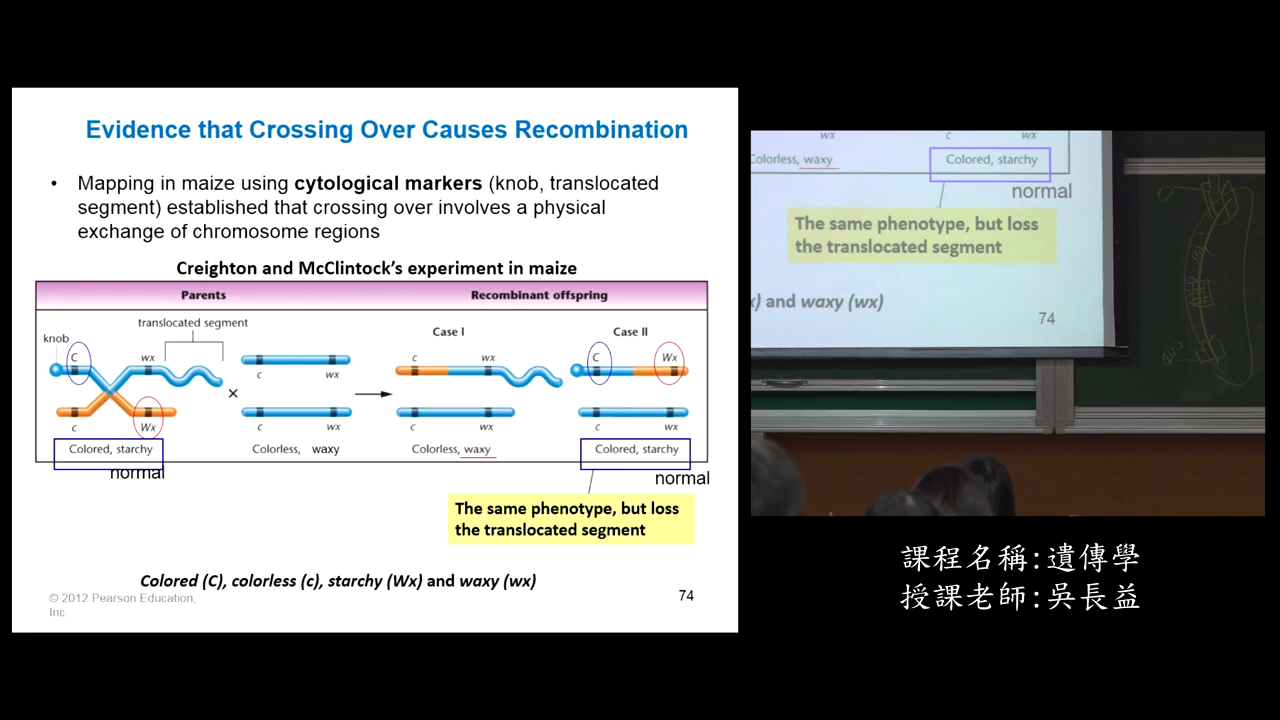 Evidence that Crossing Over Causes Recombination
• Mapping in maize using cytological markers (knob, translocated
segment) established that crossing over involves a physical
exchange of chromosome regions
Creighton and McClintock's experiment in maize
Parents
Recombinant offspring
translocated segment
knob
Case I
Case II
C
wx
c
wx
C
Wx
c
wx
×
c
Wx
c
wx
c
wx
c
wx
Colored, starchy
Colorless, waxy
Colorless, waxy
Colored, starchy
normal
normal
The same phenotype, but loss
the translocated segment
Colored (C), colorless (c), starchy (Wx) and waxy (wx)
© 2012 Pearson Education,
Inc
74
wx
c
wx
Colorless, waxy
Colored, starchy
normal
The same phenotype, but loss
the translocated segment
) and waxy (wx)
74
課程名稱:遺傳學
授課老師:吳長益